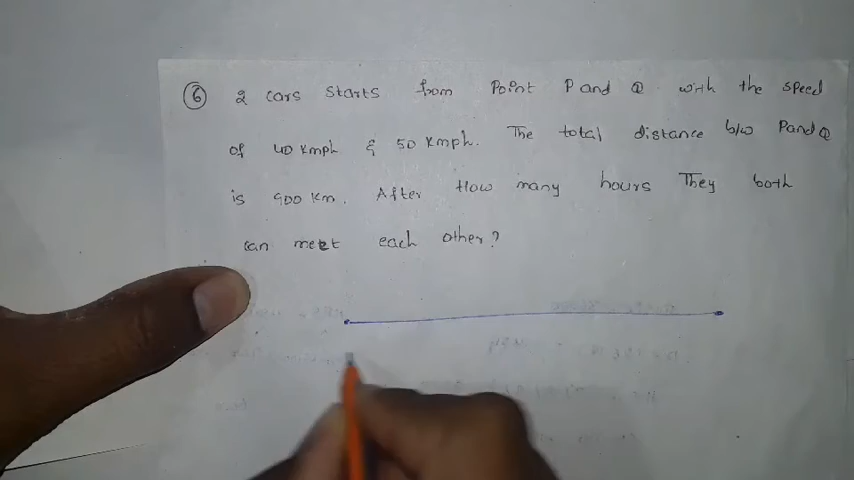 ⑥ 2 cars starts from Point P and Q with the speed
of 40 kmph & 50 kmph. The total distance b/w P and Q
is 900 km. After How many hours They both
can meet each other?